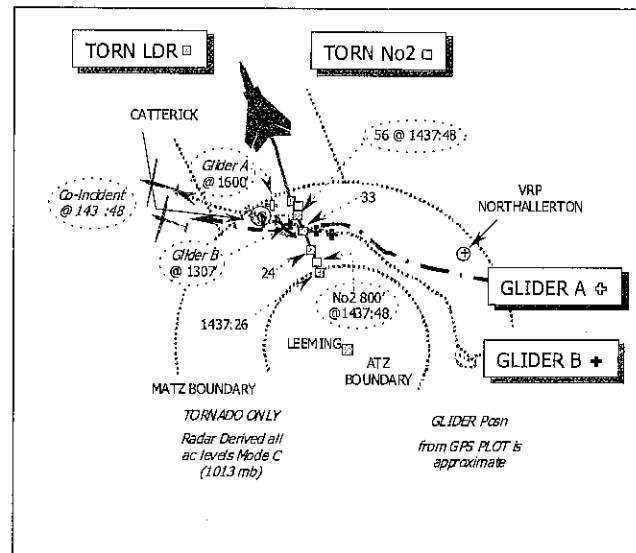 TORN LDR
TORN No2
CATTERICK
56 @ 1437:48
Glider A
@ 1600'
Co-incident
@ 143 :48
33
VRP
NORTHALLERTON
Glider B
@ 1307'
24
No2 800'
@1437:48
GLIDER A
1437:26
LEEMING
ATZ
BOUNDARY
GLIDER B
MATZ BOUNDARY
TORNADO ONLY
Radar Derived all
ac levels Mode C
(1013 mb)
GLIDER Posn
from GPS PLOT is
approximate